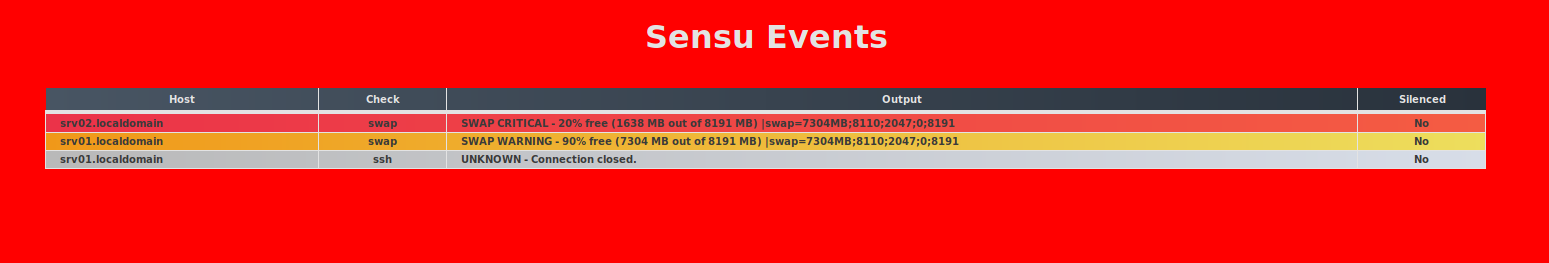 Sensu Events
Host Check Output Silenced
srv02.localdomain swap SWAP CRITICAL - 20% free (1638 MB out of 8191 MB) |swap=7304MB;8110;2047;0;8191 No
srv01.localdomain swap SWAP WARNING - 90% free (7304 MB out of 8191 MB) |swap=7304MB;8110;2047;0;8191 No
srv01.localdomain ssh UNKNOWN - Connection closed. No